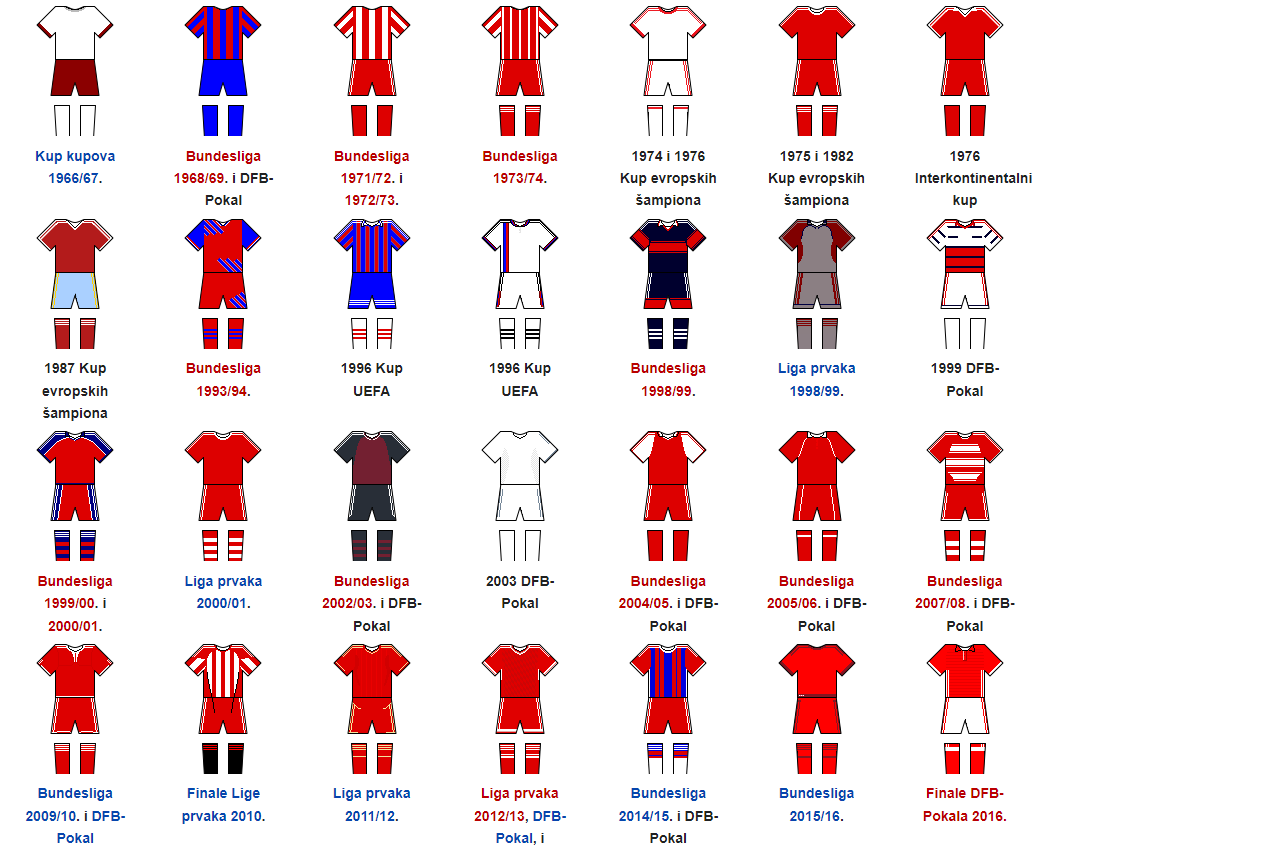 Kup kupova
1966/67.
Bundesliga
1968/69. i DFB-
Pokal
Bundesliga
1971/72. i
1972/73.
Bundesliga
1973/74.
1974 i 1976
Kup evropskih
šampiona
1975 i 1982
Kup evropskih
šampiona
1976
Interkontinentalni
kup
1987 Kup
evropskih
šampiona
Bundesliga
1993/94.
1996 Kup
UEFA
1996 Kup
UEFA
Bundesliga
1998/99.
Liga prvaka
1998/99.
1999 DFB-
Pokal
Bundesliga
1999/00. i
2000/01.
Liga prvaka
2000/01.
Bundesliga
2002/03. i DFB-
Pokal
2003 DFB-
Pokal
Bundesliga
2004/05. i DFB-
Pokal
Bundesliga
2005/06. i DFB-
Pokal
Bundesliga
2007/08. i DFB-
Pokal
Bundesliga
2009/10. i DFB-
Pokal
Finale Lige
prvaka 2010.
Liga prvaka
2011/12.
Liga prvaka
2012/13, DFB-
Pokal, i
Bundesliga
2014/15. i DFB-
Pokal
Bundesliga
2015/16.
Finale DFB-
Pokala 2016.